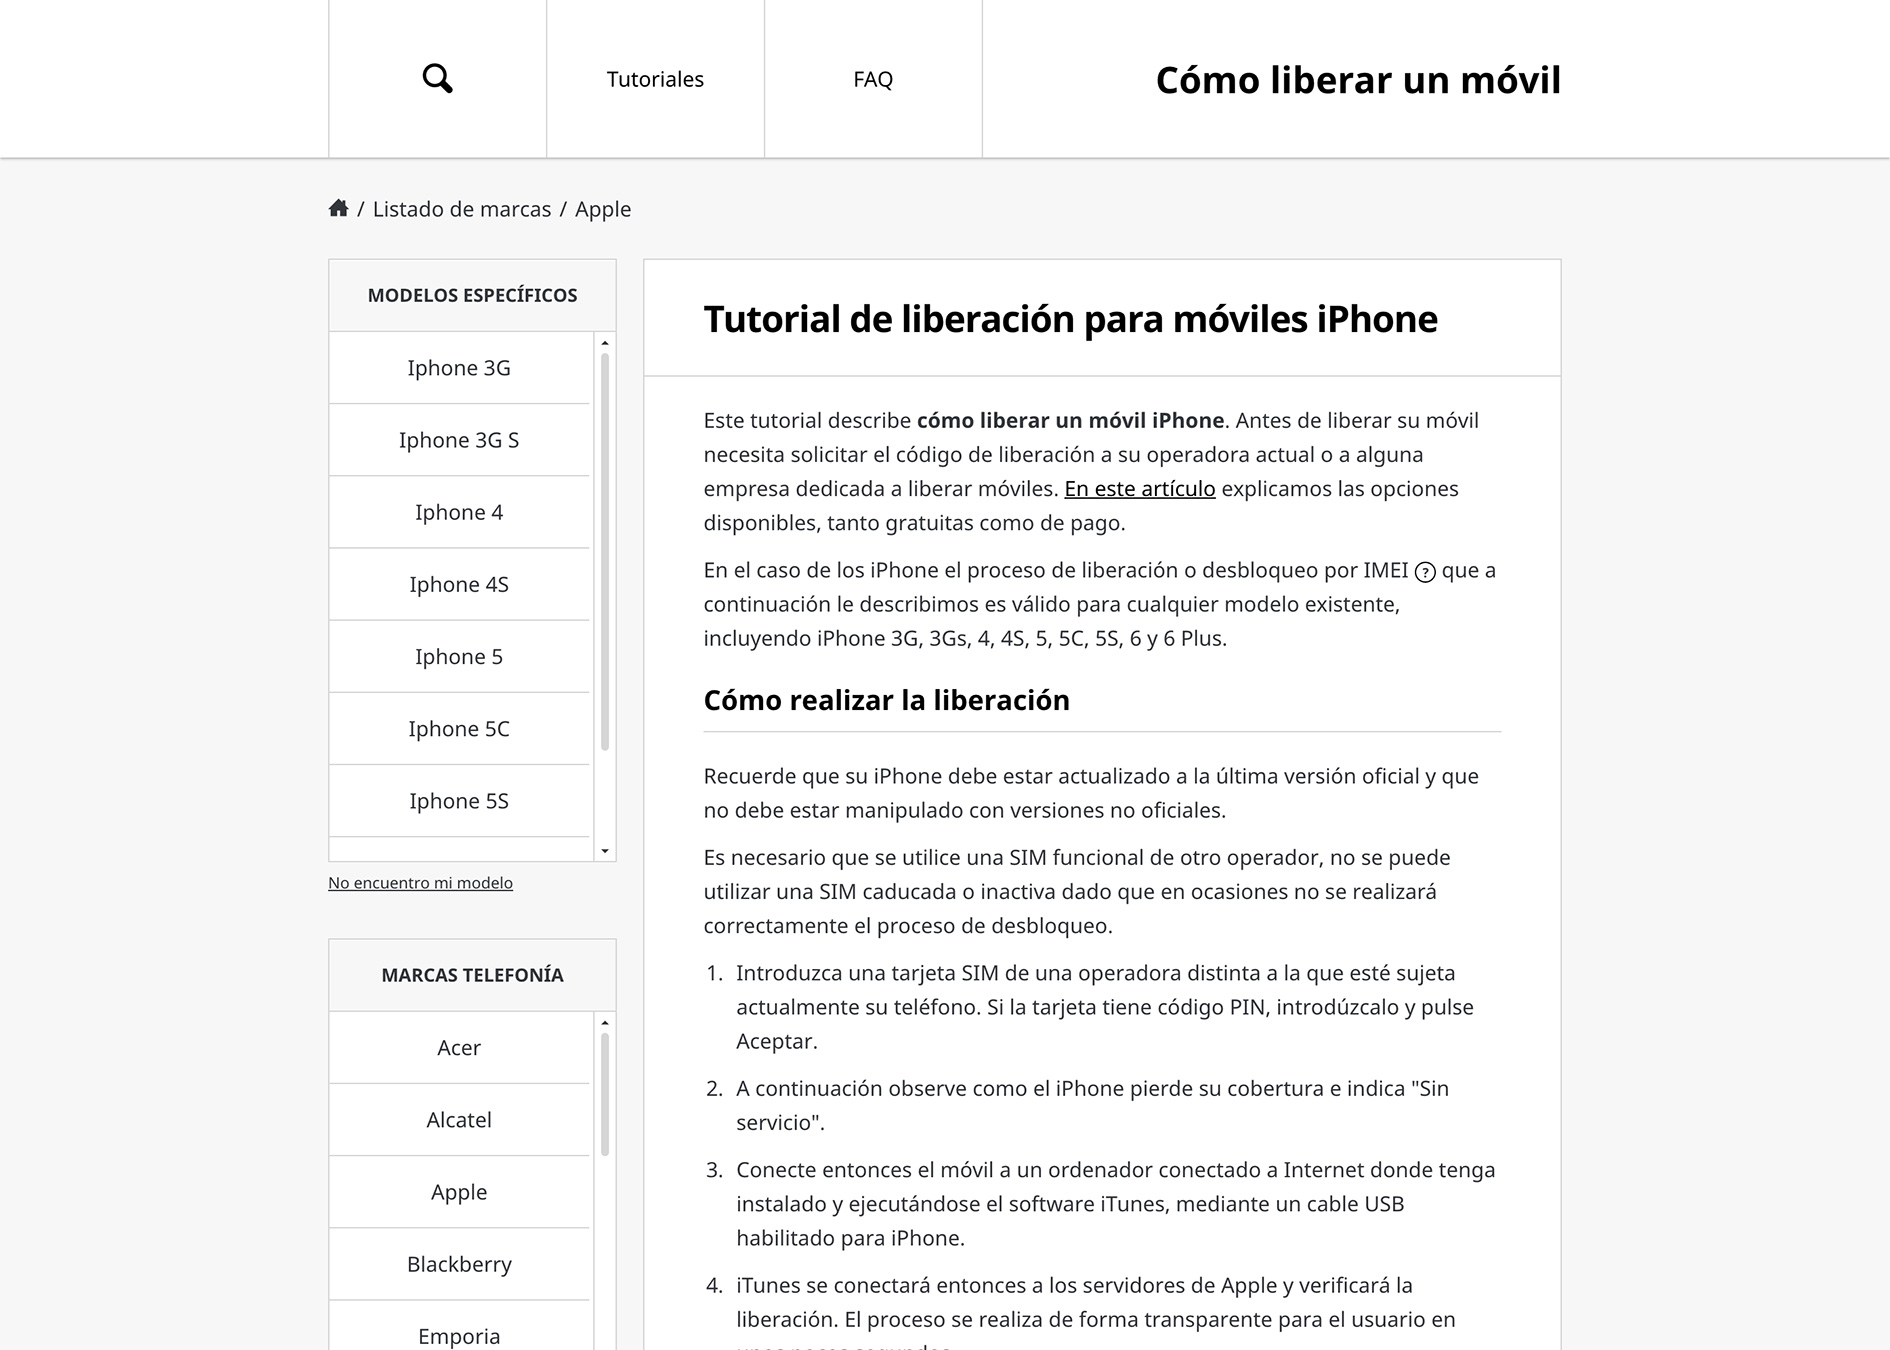 Tutoriales
FAQ
Cómo liberar un móvil
/ Listado de marcas / Apple
MODELOS ESPECÍFICOS
Iphone 3G
Iphone 3G S
Iphone 4
Iphone 4S
Iphone 5
Iphone 5C
Iphone 5S
No encuentro mi modelo
MARCAS TELEFONÍA
Acer
Alcatel
Apple
Blackberry
Emporia
Tutorial de liberación para móviles iPhone
Este tutorial describe cómo liberar un móvil iPhone. Antes de liberar su móvil
necesita solicitar el código de liberación a su operadora actual o a alguna
empresa dedicada a liberar móviles. En este artículo explicamos las opciones
disponibles, tanto gratuitas como de pago.
En el caso de los iPhone el proceso de liberación o desbloqueo por IMEI ? que a
continuación le describimos es válido para cualquier modelo existente,
incluyendo iPhone 3G, 3Gs, 4, 4S, 5, 5C, 5S, 6 y 6 Plus.
Cómo realizar la liberación
Recuerde que su iPhone debe estar actualizado a la última versión oficial y que
no debe estar manipulado con versiones no oficiales.
Es necesario que se utilice una SIM funcional de otro operador, no se puede
utilizar una SIM caducada o inactiva dado que en ocasiones no se realizará
correctamente el proceso de desbloqueo.
1. Introduzca una tarjeta SIM de una operadora distinta a la que esté sujeta
actualmente su teléfono. Si la tarjeta tiene código PIN, introdúzcalo y pulse
Aceptar.
2. A continuación observe como el iPhone pierde su cobertura e indica "Sin
servicio".
3. Conecte entonces el móvil a un ordenador conectado a Internet donde tenga
instalado y ejecutándose el software iTunes, mediante un cable USB
habilitado para iPhone.
4. iTunes se conectará entonces a los servidores de Apple y verificará la
liberación. El proceso se realiza de forma transparente para el usuario en